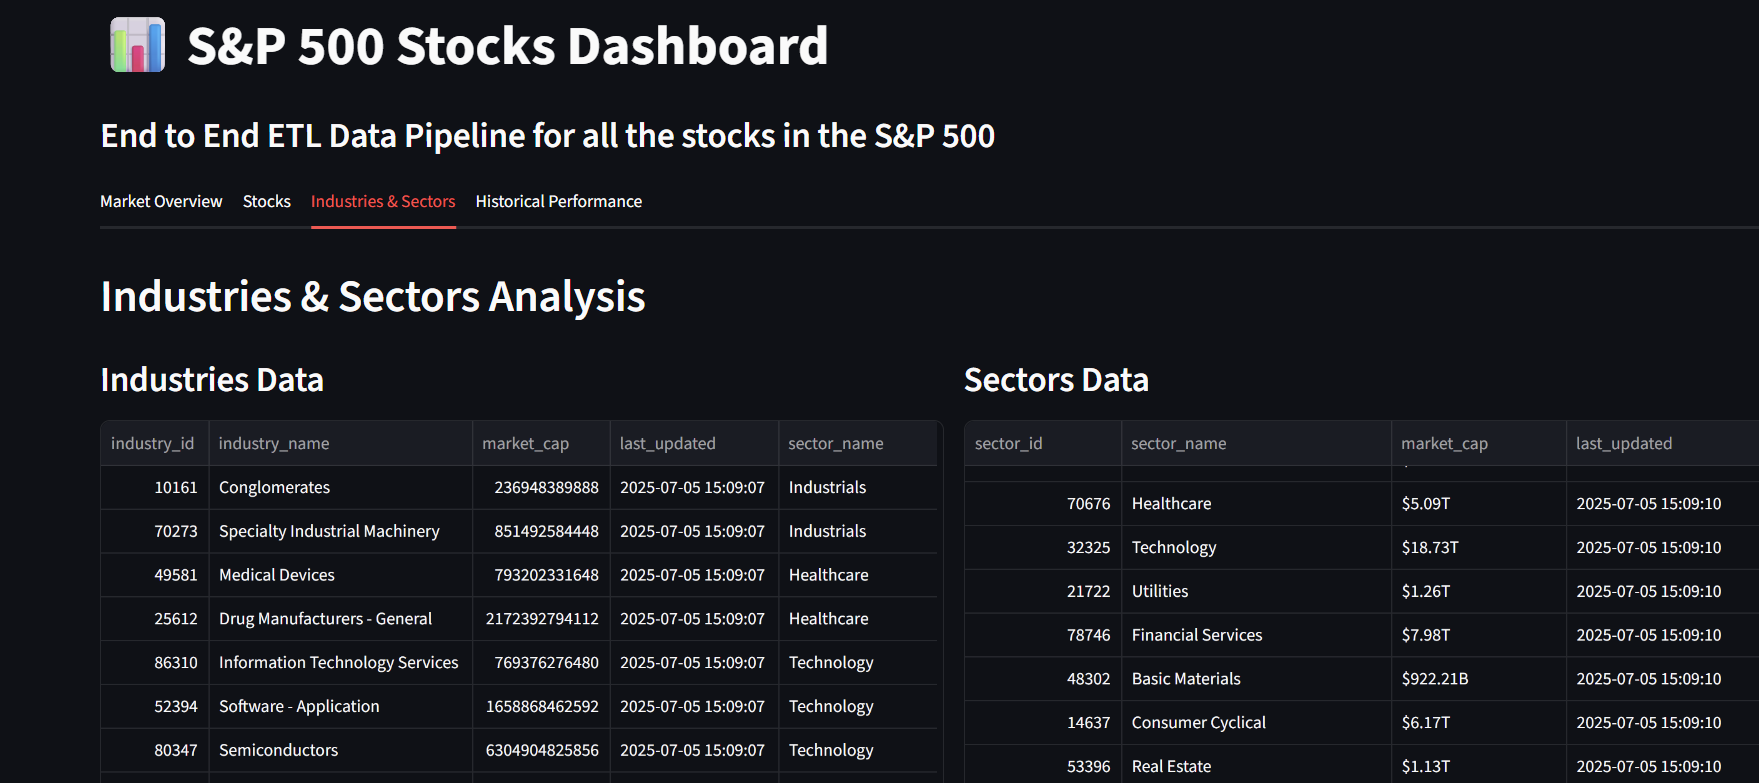 S&P 500 Stocks Dashboard
End to End ETL Data Pipeline for all the stocks in the S&P 500
Market Overview Stocks Industries & Sectors Historical Performance
Industries & Sectors Analysis
Industries Data
industry_id industry_name market_cap last_updated sector_name
10161 Conglomerates 236948389888 2025-07-05 15:09:07 Industrials
70273 Specialty Industrial Machinery 851492584448 2025-07-05 15:09:07 Industrials
49581 Medical Devices 793202331648 2025-07-05 15:09:07 Healthcare
25612 Drug Manufacturers - General 2172392794112 2025-07-05 15:09:07 Healthcare
86310 Information Technology Services 769376276480 2025-07-05 15:09:07 Technology
52394 Software - Application 1658868462592 2025-07-05 15:09:07 Technology
80347 Semiconductors 6304904825856 2025-07-05 15:09:07 Technology
Sectors Data
sector_id sector_name market_cap last_updated
70676 Healthcare $5.09T 2025-07-05 15:09:10
32325 Technology $18.73T 2025-07-05 15:09:10
21722 Utilities $1.26T 2025-07-05 15:09:10
78746 Financial Services $7.98T 2025-07-05 15:09:10
48302 Basic Materials $922.21B 2025-07-05 15:09:10
14637 Consumer Cyclical $6.17T 2025-07-05 15:09:10
53396 Real Estate $1.13T 2025-07-05 15:09:10